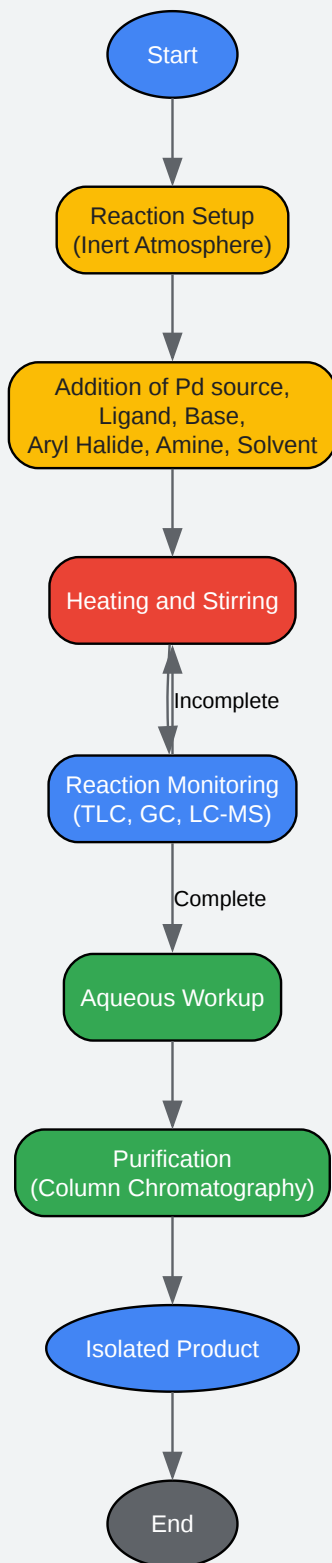 Start
Reaction Setup
(Inert Atmosphere)
Addition of Pd source,
Ligand, Base,
Aryl Halide, Amine, Solvent
Heating and Stirring
Incomplete
Reaction Monitoring
(TLC, GC, LC-MS)
Complete
Aqueous Workup
Purification
(Column Chromatography)
Isolated Product
End